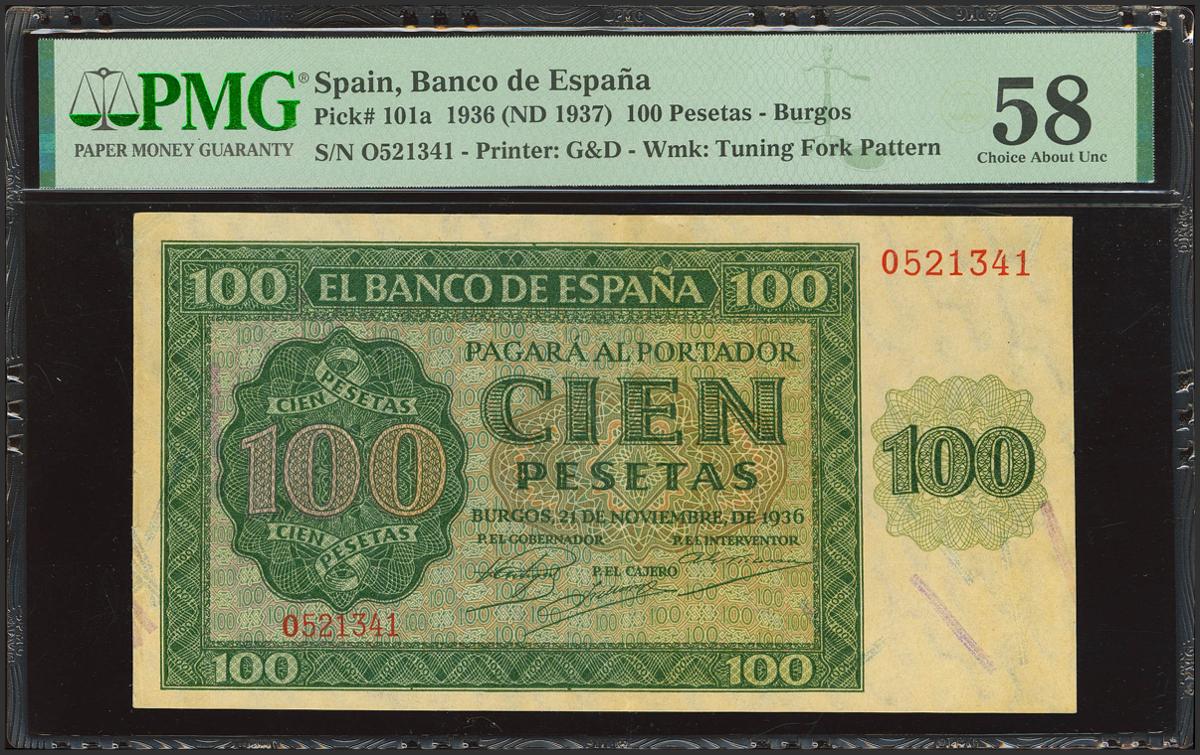 PMG®
PAPER MONEY GUARANTY
Spain, Banco de España
Pick# 101a 1936 (ND 1937) 100 Pesetas - Burgos
S/N O521341 - Printer: G&D - Wmk: Tuning Fork Pattern
58
Choice About Unc
100 EL BANCO DE ESPAÑA 100
O521341
PAGARÁ AL PORTADOR
CIEN
PESETAS
BURGOS, 21 DE NOVIEMBRE, DE 1936
P. EL GOBERNADOR
P. EL INTERVENTOR
P. EL CAJERO
CIEN PESETAS
100
CIEN PESETAS
O521341
100
100
100